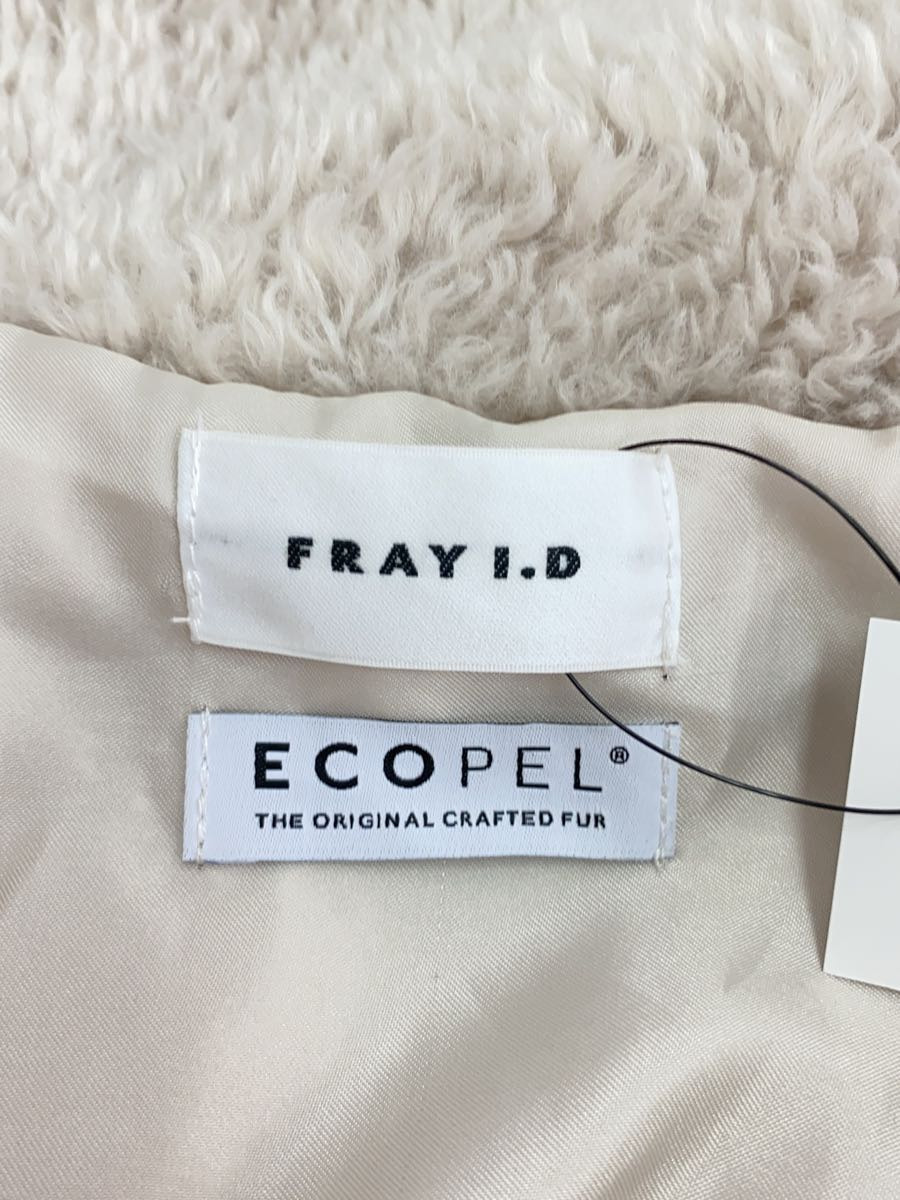 FRAY I.D
ECOPEL®
THE ORIGINAL CRAFTED FUR